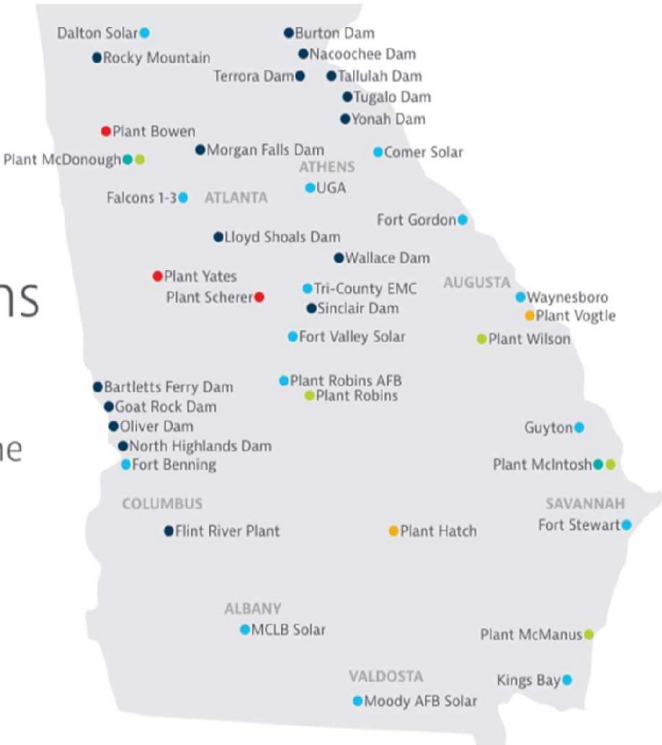 Dalton Solar
Burton Dam
Rocky Mountain
Nacoochee Dam
Terrora Dam
Tallulah Dam
Tugalo Dam
Yonah Dam
Plant Bowen
Plant McDonough
Morgan Falls Dam
Comer Solar
ATHENS
UGA
Falcons 1-3
ATLANTA
Fort Gordon
Lloyd Shoals Dam
Wallace Dam
Plant Yates
Plant Scherer
Tri-County EMC
AUGUSTA
Sinclair Dam
Waynesboro
Plant Vogtle
ns
Fort Valley Solar
Plant Wilson
Plant Robins AFB
Plant Robins
Bartletts Ferry Dam
Goat Rock Dam
Oliver Dam
Guyton
North Highlands Dam
ne
Fort Benning
Plant McIntosh
COLUMBUS
SAVANNAH
Flint River Plant
Plant Hatch
Fort Stewart
ALBANY
MCLB Solar
Plant McManus
VALDOSTA
Kings Bay
Moody AFB Solar